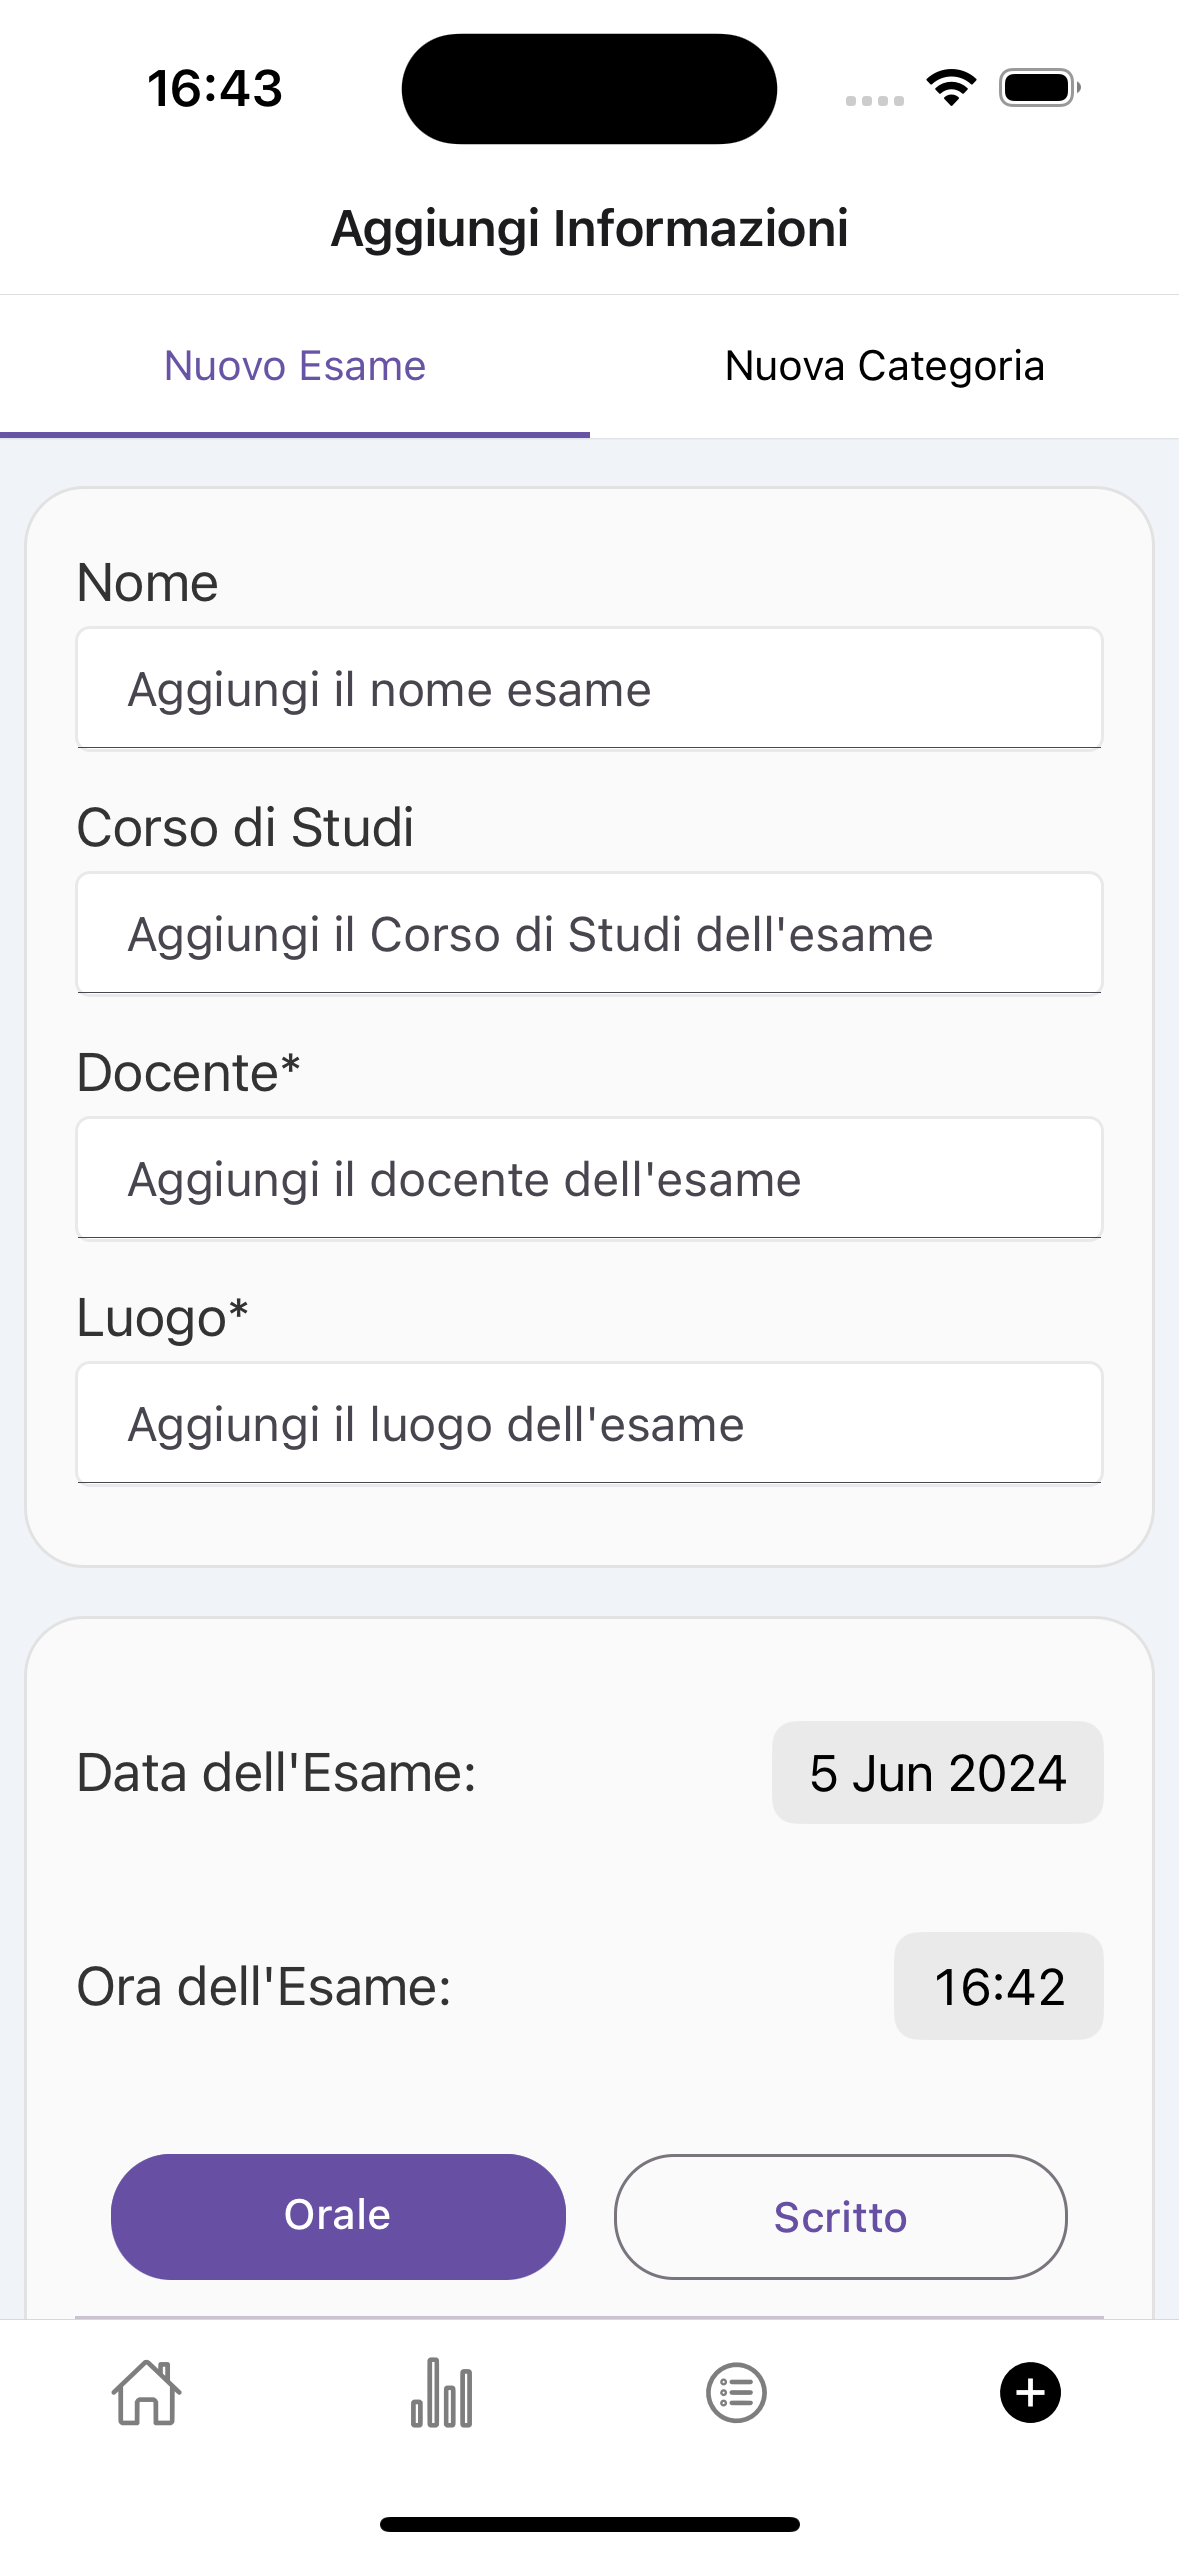 16:43
Aggiungi Informazioni
Nuovo Esame
Nuova Categoria
Nome
Aggiungi il nome esame
Corso di Studi
Aggiungi il Corso di Studi dell'esame
Docente*
Aggiungi il docente dell'esame
Luogo*
Aggiungi il luogo dell'esame
Data dell'Esame:
5 Jun 2024
Ora dell'Esame:
16:42
Orale
Scritto